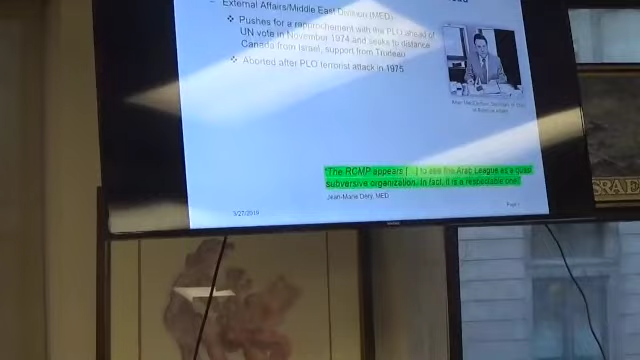 External Affairs/Middle East Division (MED)
Pushes for a rapprochement with the PLO ahead of
UN vote in November 1974 and seeks to distance
Canada from Israel, support from Trudeau
Aborted after PLO terrorist attack in 1975
"The RCMP appears [...] to see the Arab League as a quasi
subversive organization. In fact, it is a respectable one"
Jean-Marie Déry, MED
3/27/2019
Page
SRAE